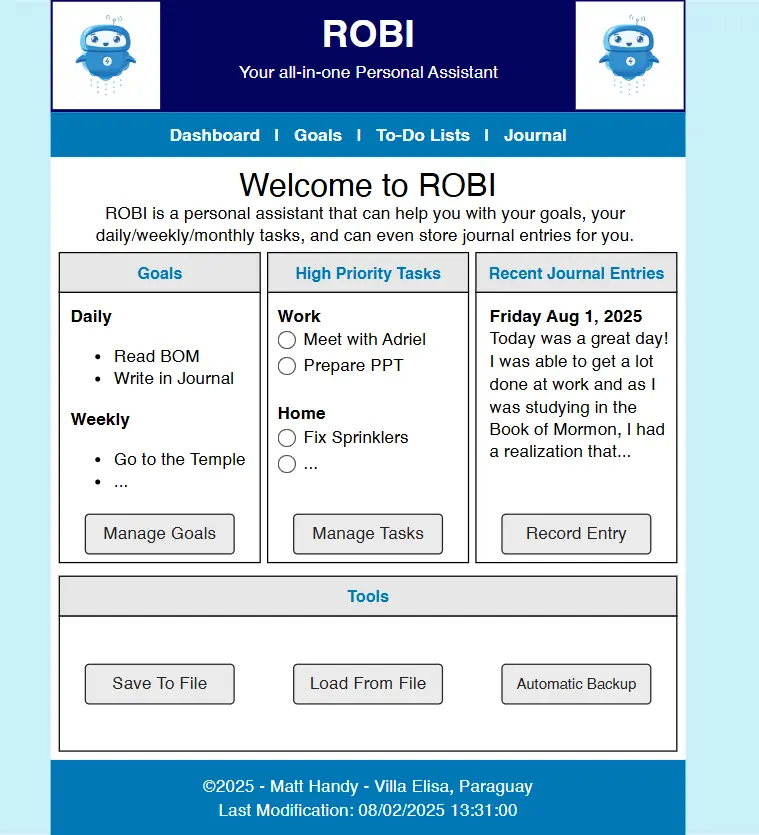 ROBI
Your all-in-one Personal Assistant
Dashboard I Goals I To-Do Lists I Journal
Welcome to ROBI
ROBI is a personal assistant that can help you with your goals, your
daily/weekly/monthly tasks, and can even store journal entries for you.
Goals
Daily
• Read BOM
• Write in Journal
Weekly
• Go to the Temple
• ...
Manage Goals
High Priority Tasks
Work
Meet with Adriel
Prepare PPT
Home
Fix Sprinklers
...
Manage Tasks
Recent Journal Entries
Friday Aug 1, 2025
Today was a great day!
I was able to get a lot
done at work and as I
was studying in the
Book of Mormon, I had
a realization that...
Record Entry
Tools
Save To File
Load From File
Automatic Backup
©2025 - Matt Handy - Villa Elisa, Paraguay
Last Modification: 08/02/2025 13:31:00